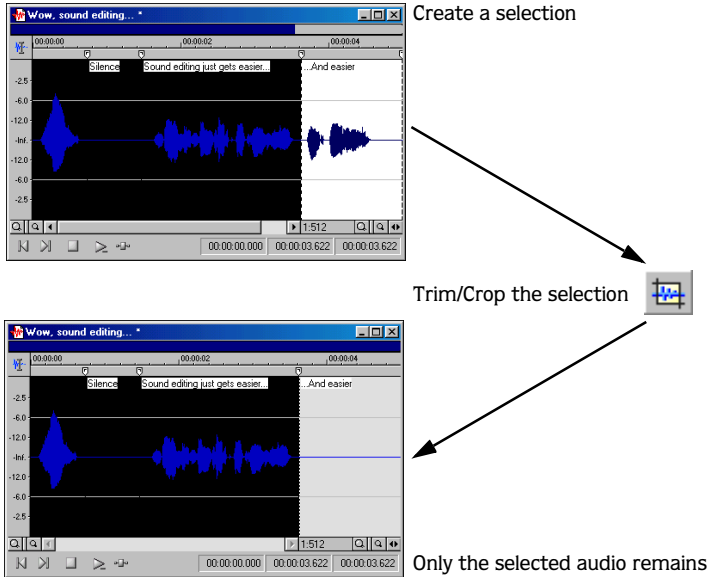 Wow, sound editing... *
Create a selection
00:00:00 00:00:02 00:00:04
Silence Sound editing just gets easier... ...And easier
-2.5
-6.0
-12.0
-Inf.
-12.0
-6.0
-2.5
1:512
00:00:00.000 00:00:03.622 00:00:03.622
Trim/Crop the selection
Wow, sound editing... *
00:00:00 00:00:02 00:00:04
Silence Sound editing just gets easier... ...And easier
-2.5
-6.0
-12.0
-Inf.
-12.0
-6.0
-2.5
1:512
00:00:00.000 00:00:03.622 00:00:03.622
Only the selected audio remains